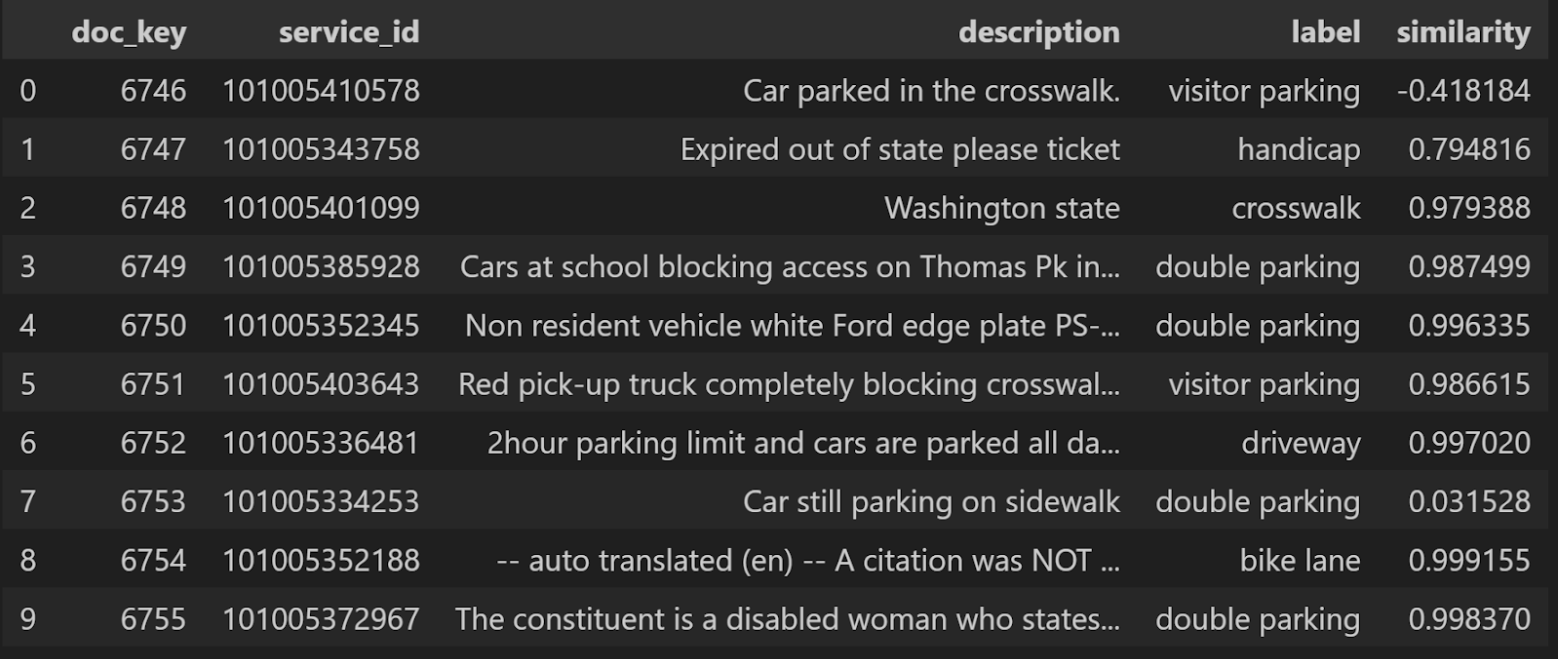 doc_key service_id description label similarity
0 6746 101005410578 Car parked in the crosswalk. visitor parking -0.418184
1 6747 101005343758 Expired out of state please ticket handicap 0.794816
2 6748 101005401099 Washington state crosswalk 0.979388
3 6749 101005385928 Cars at school blocking access on Thomas Pk in... double parking 0.987499
4 6750 101005352345 Non resident vehicle white Ford edge plate PS-... double parking 0.996335
5 6751 101005403643 Red pick-up truck completely blocking crosswal... visitor parking 0.986615
6 6752 101005336481 2hour parking limit and cars are parked all da... driveway 0.997020
7 6753 101005334253 Car still parking on sidewalk double parking 0.031528
8 6754 101005352188 -- auto translated (en) -- A citation was NOT ... bike lane 0.999155
9 6755 101005372967 The constituent is a disabled woman who states... double parking 0.998370